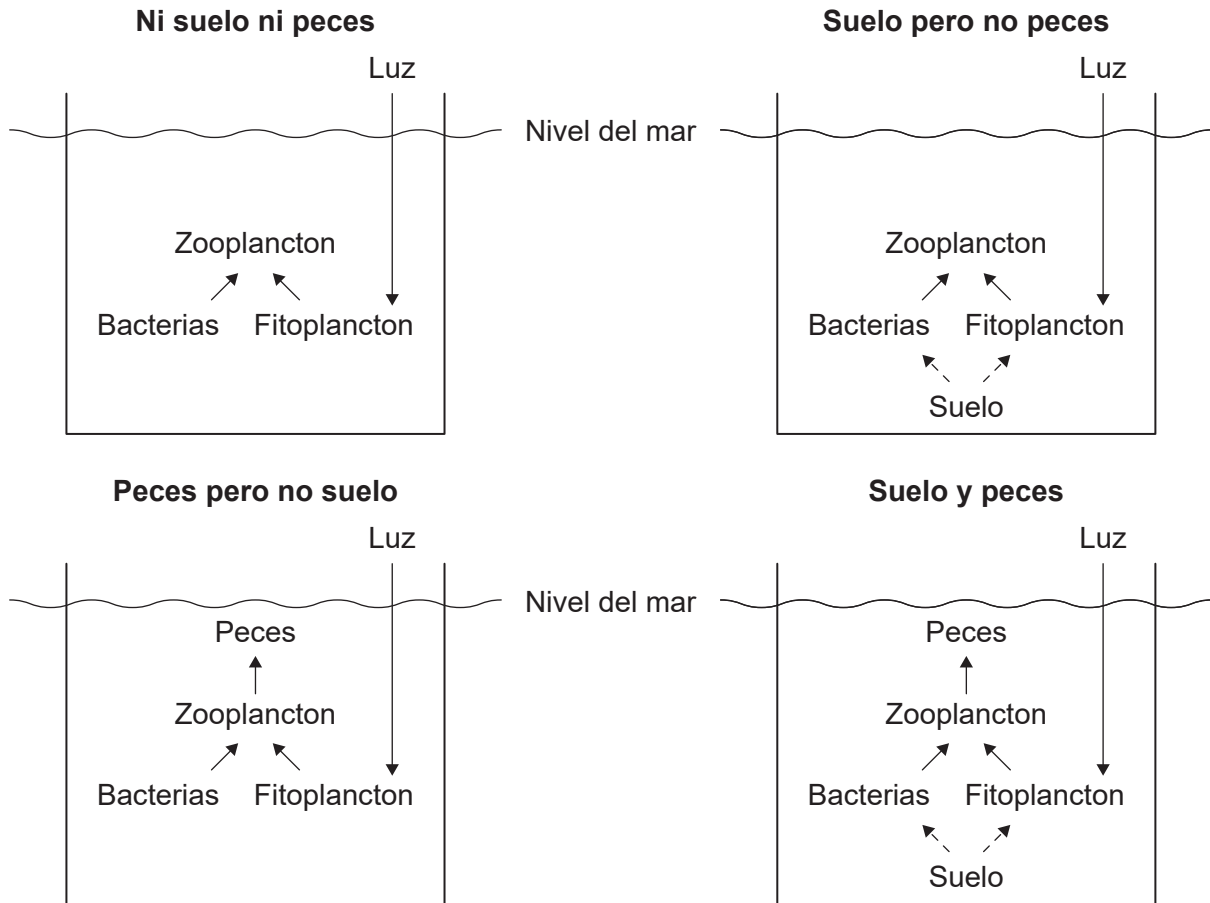 Ni suelo ni peces
Suelo pero no peces
Luz
Luz
Nivel del mar
Zooplancton
Zooplancton
Bacterias Fitoplancton
Bacterias Fitoplancton
Suelo
Peces pero no suelo
Suelo y peces
Luz
Luz
Nivel del mar
Peces
Peces
Zooplancton
Zooplancton
Bacterias Fitoplancton
Bacterias Fitoplancton
Suelo